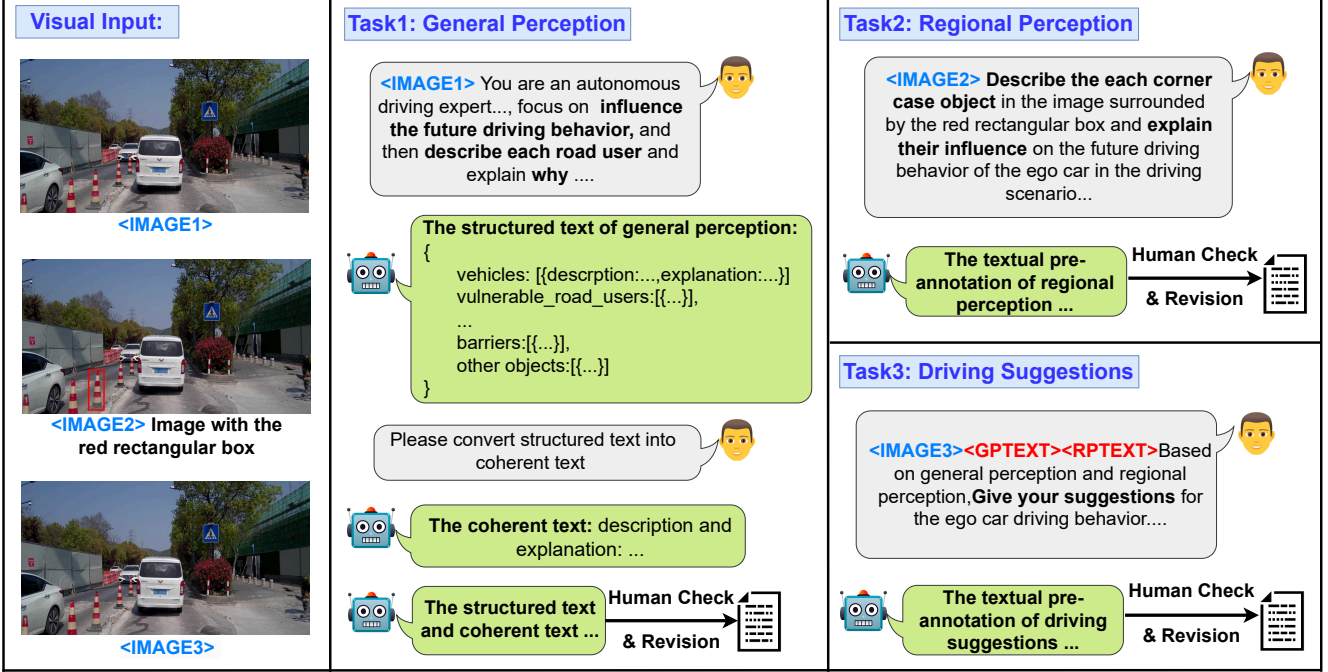 Visual Input:
<IMAGE1>
<IMAGE2> Image with the
red rectangular box
<IMAGE3>
Task1: General Perception
<IMAGE1> You are an autonomous
driving expert..., focus on influence
the future driving behavior, and
then describe each road user and
explain why ....
The structured text of general perception:
{
vehicles: [{descrption:...,explanation:...}]
vulnerable_road_users:[{...}],
...
barriers:[{...}],
other objects:[{...}]
}
Please convert structured text into
coherent text
The coherent text: description and
explanation: ...
The structured text
and coherent text ...
Human Check
& Revision
Task2: Regional Perception
<IMAGE2> Describe the each corner
case object in the image surrounded
by the red rectangular box and explain
their influence on the future driving
behavior of the ego car in the driving
scenario...
The textual pre-
annotation of regional
perception ...
Human Check
& Revision
Task3: Driving Suggestions
<IMAGE3><GPTEXT><RPTEXT>Based
on general perception and regional
perception,Give your suggestions for
the ego car driving behavior....
The textual pre-
annotation of driving
suggestions ...
Human Check
& Revision